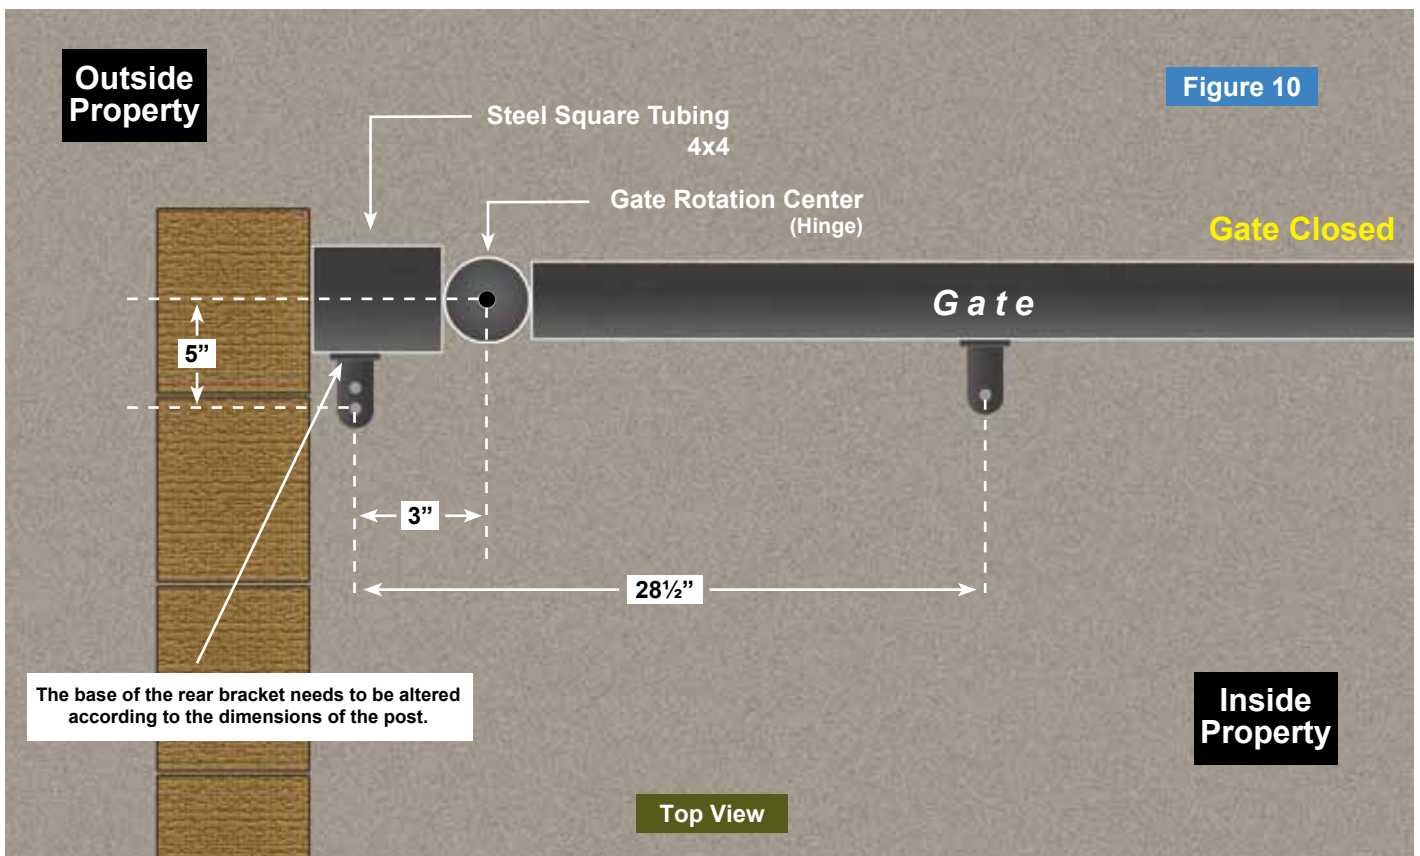 Outside
Property
Figure 10
Steel Square Tubing
4x4
Gate Rotation Center
(Hinge)
Gate Closed
Gate
5”
3”
28½”
The base of the rear bracket needs to be altered
according to the dimensions of the post.
Inside
Property
Top View